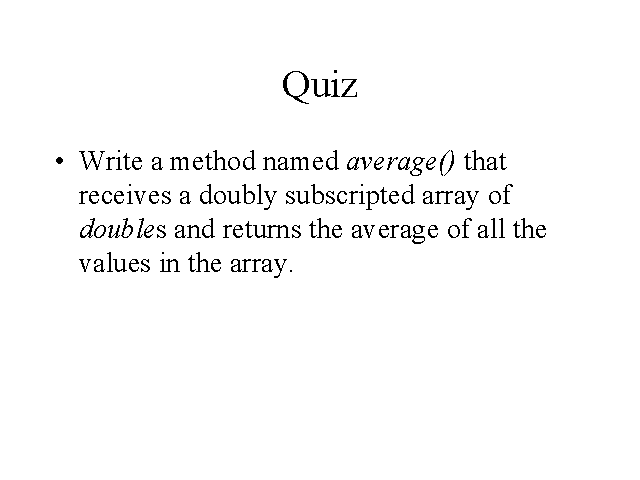 Quiz
• Write a method named average() that
receives a doubly subscripted array of
doubles and returns the average of all the
values in the array.